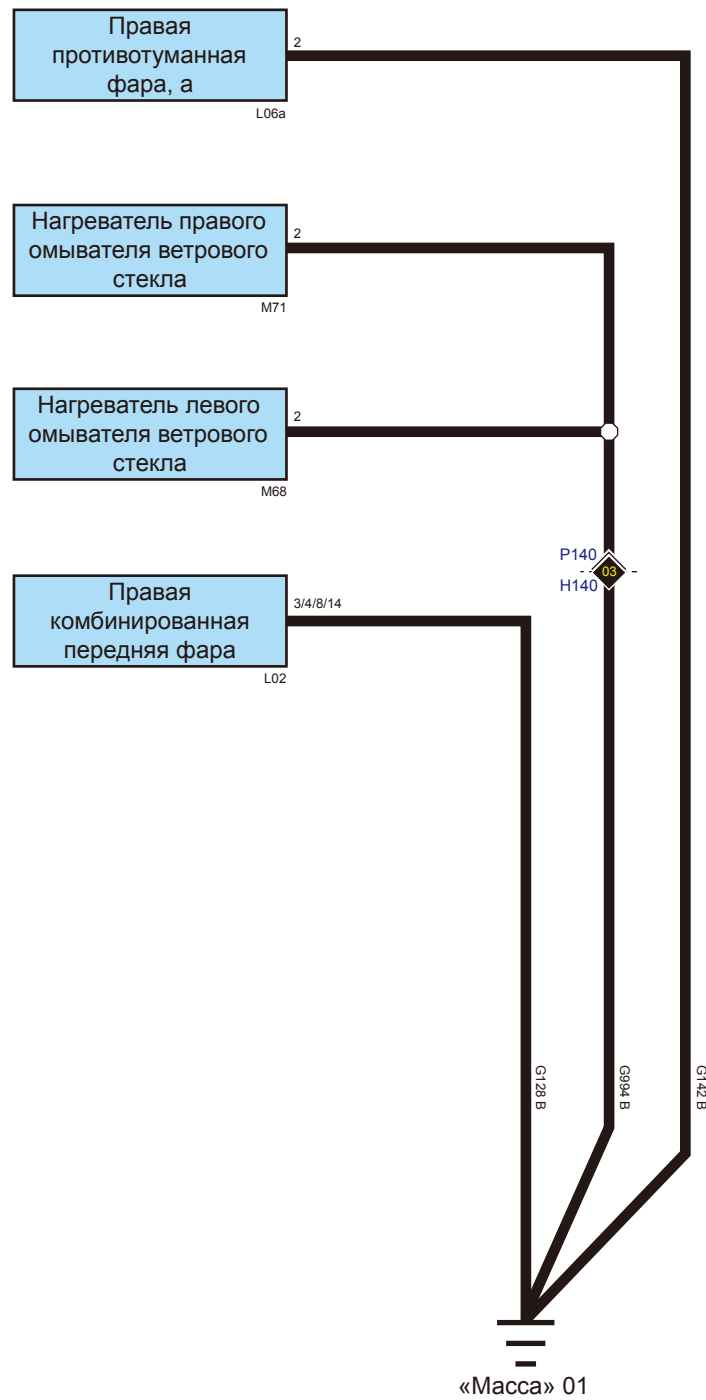 Правая
противотуманная
фара, а
2
L06a
Нагреватель правого
омывателя ветрового
стекла
2
M71
Нагреватель левого
омывателя ветрового
стекла
2
M68
P140
03
H140
Правая
комбинированная
передняя фара
3/4/8/14
L02
G128 B
G994 B
G142 B
«Масса» 01